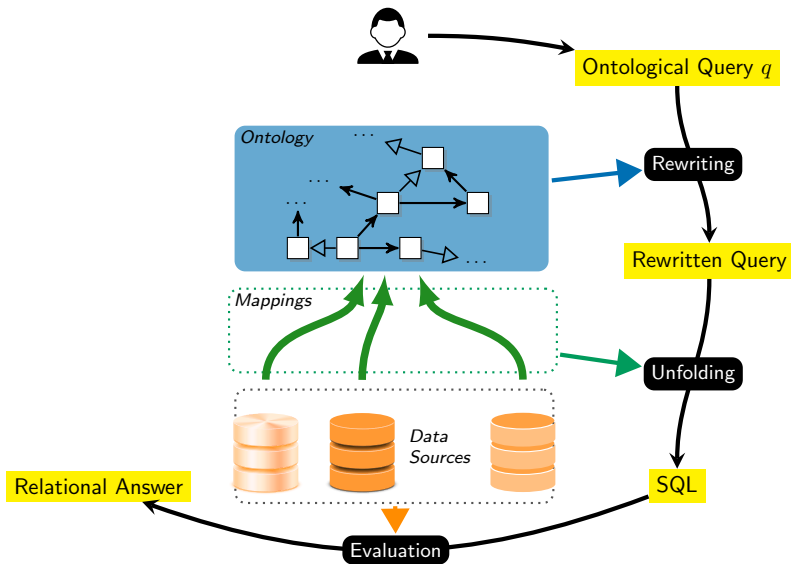 Ontological Query q
Ontology
. . .
Rewriting
. . .
. . .
. . .
Rewritten Query
Mappings
Unfolding
Data
Sources
Relational Answer
SQL
Evaluation